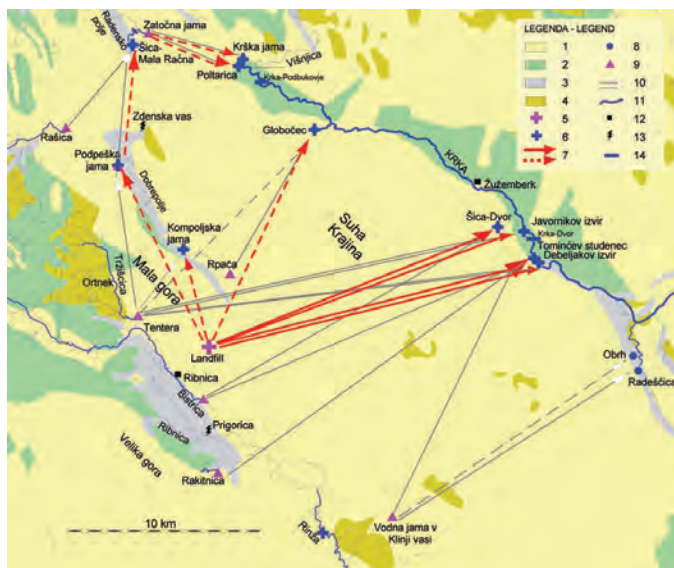 Radensko
polje
Zatočna jama
Šica-
Mala Račna
Krška jama
Poltarica
Višnjica
Krka-Podbukovje
Zdenska vas
Rašica
Globočec
Podpeška
jama
Dobrepolje
KRKA
Žužemberk
Kompoljska
jama
Suha
Krajina
Šica-Dvor
Javornikov izvir
Krka-Dvor
Tominčev studenec
Debeljakov izvir
Rpača
Mala gora
Tržiščica
Ortnek
Tentera
Landfill
Obrh
Radeščica
Ribnica
Bistrica
Prigorica
Ribnica
Velika gora
Rakitnica
10 km
Rinža
Vodna jama v
Klinji vasi
LEGENDA - LEGEND
1 8
2 9
3 10
4 11
5 12
6 13
7 14